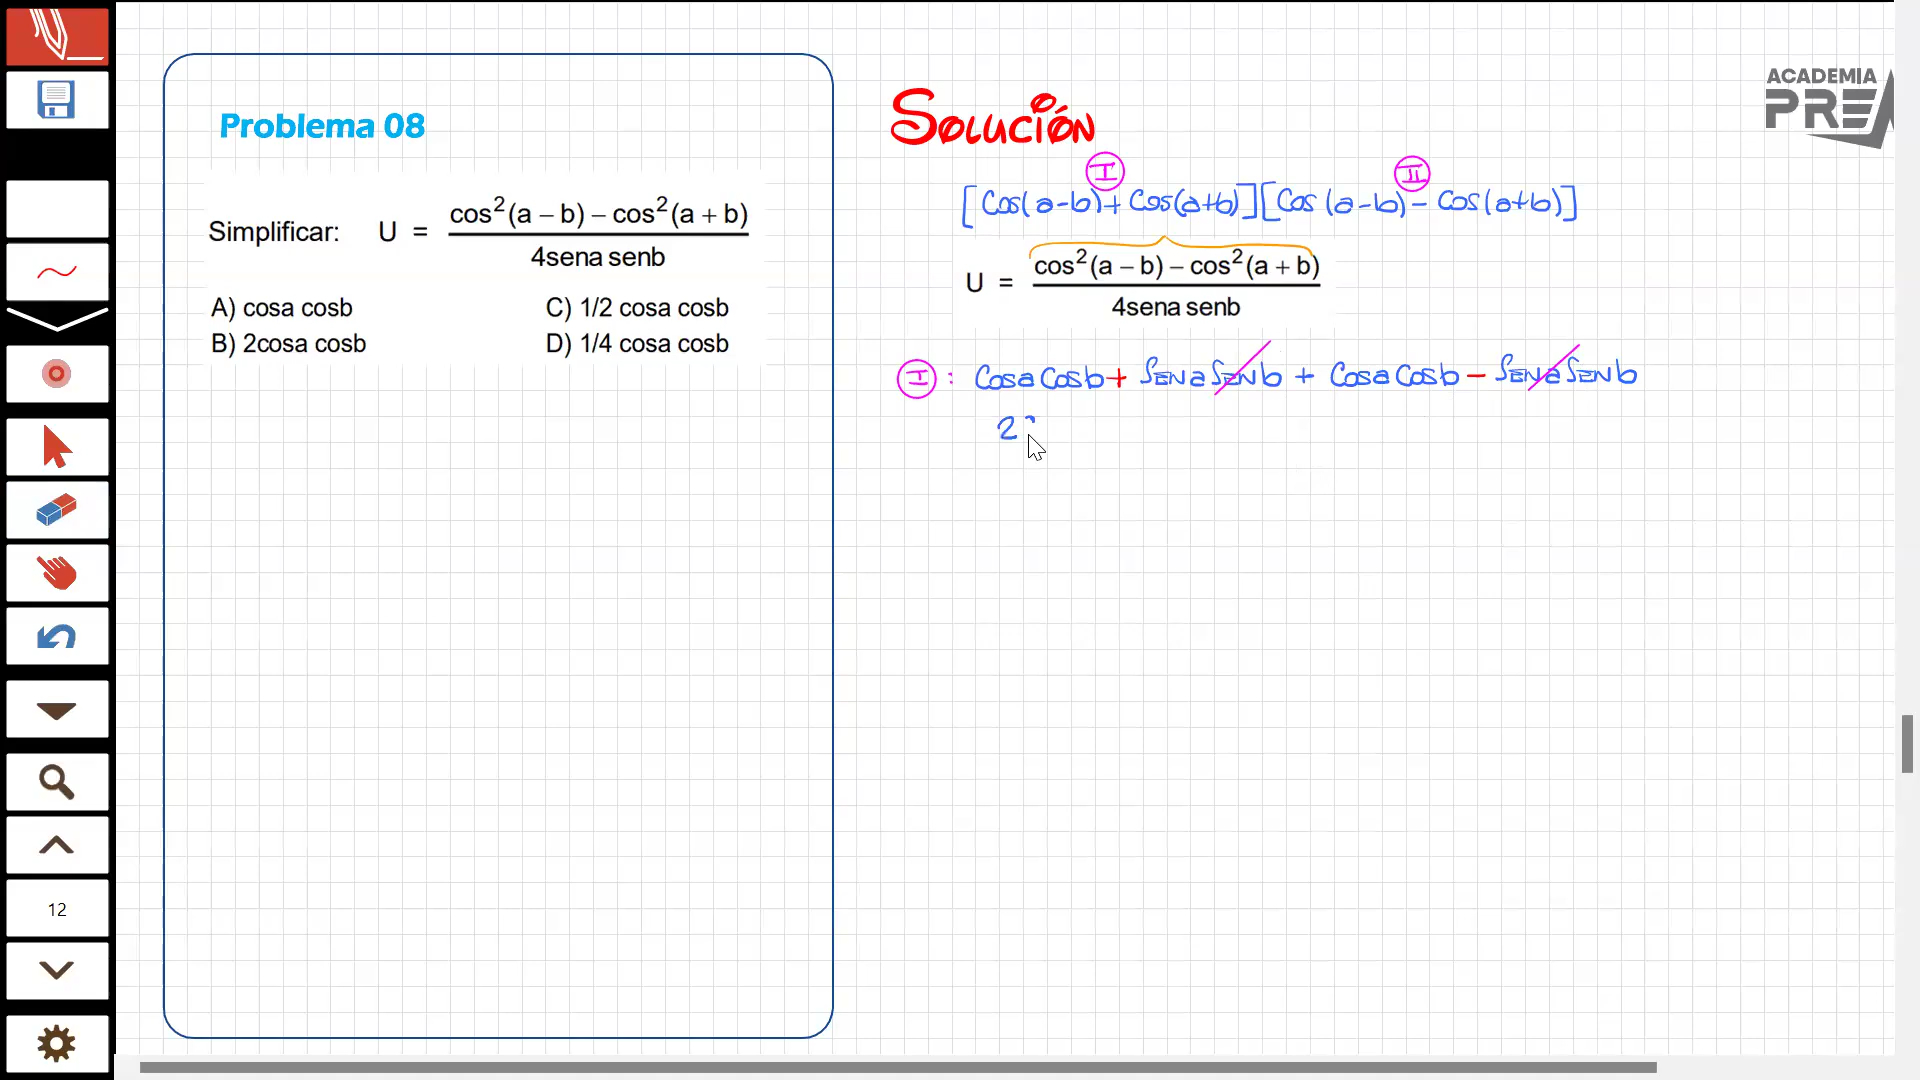 Problema 08
Simplificar: U = cos²(a − b) − cos²(a + b) / 4sena senb
A) cosa cosb C) 1/2 cosa cosb
B) 2cosa cosb D) 1/4 cosa cosb
Solución
I II
[Cos(a-b)+Cos(a+b)][Cos(a-b)-Cos(a+b)]
U = cos²(a − b) − cos²(a + b) / 4sena senb
I : Cosa Cosb + Sena Senb + Cosa Cosb - Sena Senb
2
ACADEMIA
PRE
12